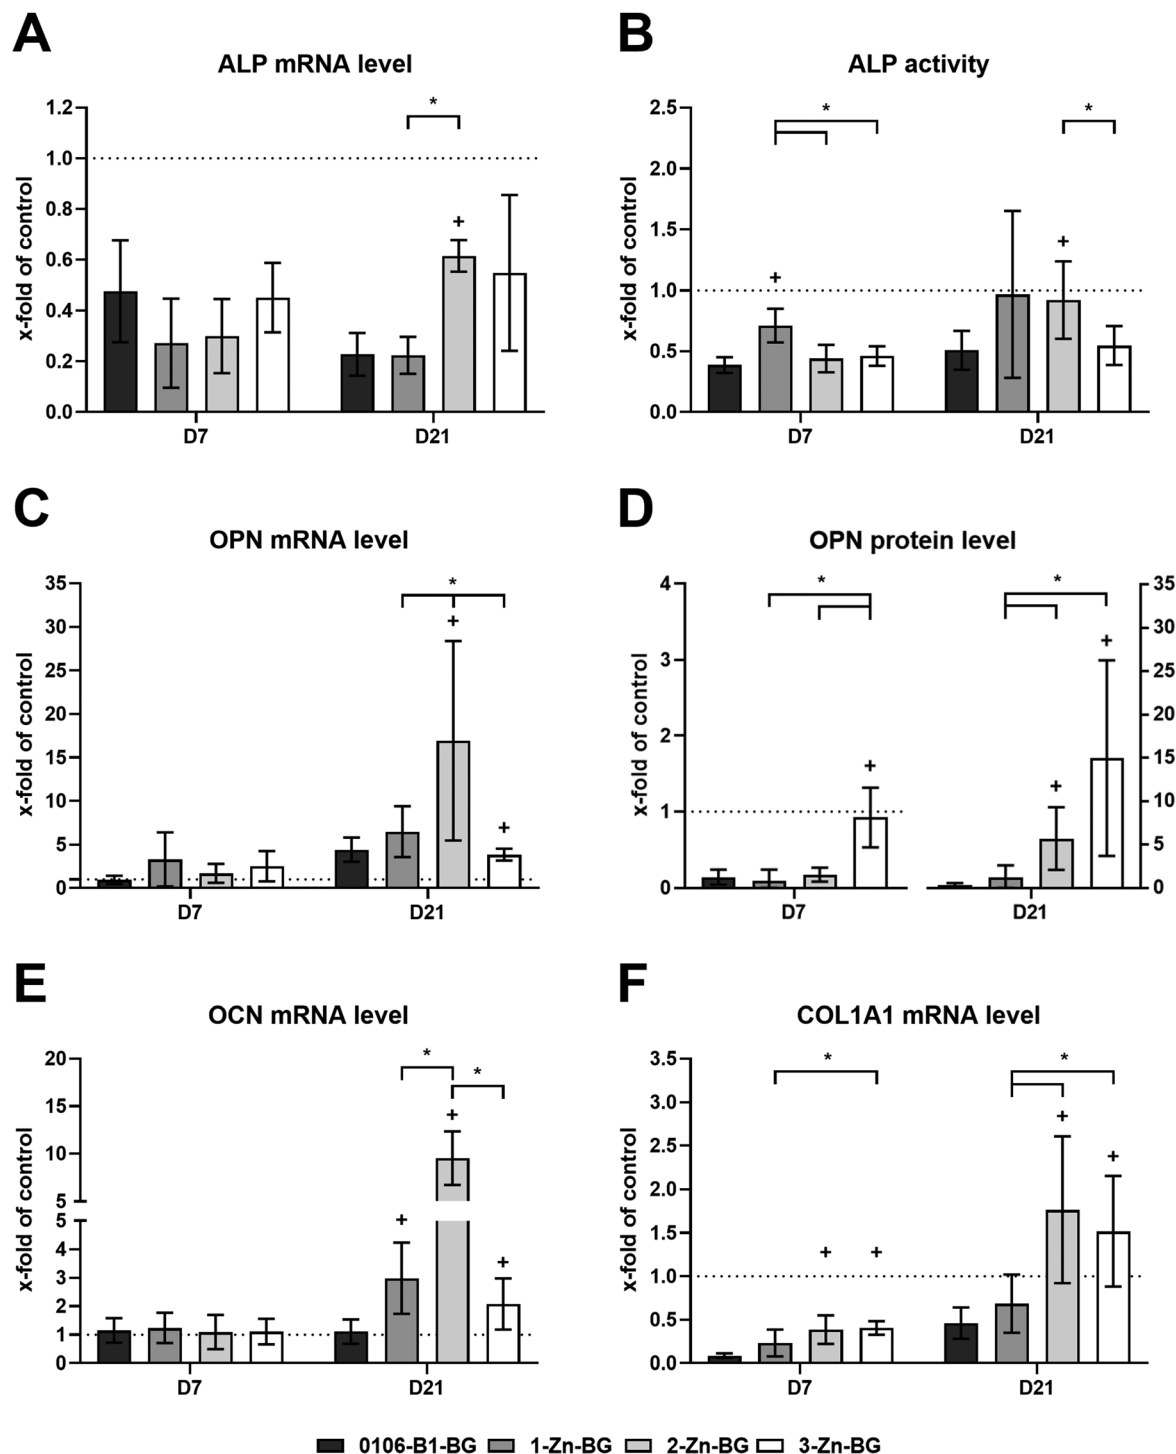 A
ALP mRNA level
x-fold of control
1.2
1.0
0.8
0.6
0.4
0.2
0.0
*
+
D7
D21
B
ALP activity
x-fold of control
2.5
2.0
1.5
1.0
0.5
0.0
*
*
+
+
D7
D21
C
OPN mRNA level
x-fold of control
35
30
25
20
15
10
5
0
*
+
+
D7
D21
D
OPN protein level
x-fold of control
4
3
2
1
0
*
*
+
+
+
35
30
25
20
15
10
5
0
D7
D21
E
OCN mRNA level
x-fold of control
20
15
10
5
5
4
3
2
1
0
*
*
+
+
+
D7
D21
F
COL1A1 mRNA level
x-fold of control
3.5
3.0
2.5
2.0
1.5
1.0
0.5
0.0
*
*
+
+
+
+
D7
D21
0106-B1-BG 1-Zn-BG 2-Zn-BG 3-Zn-BG